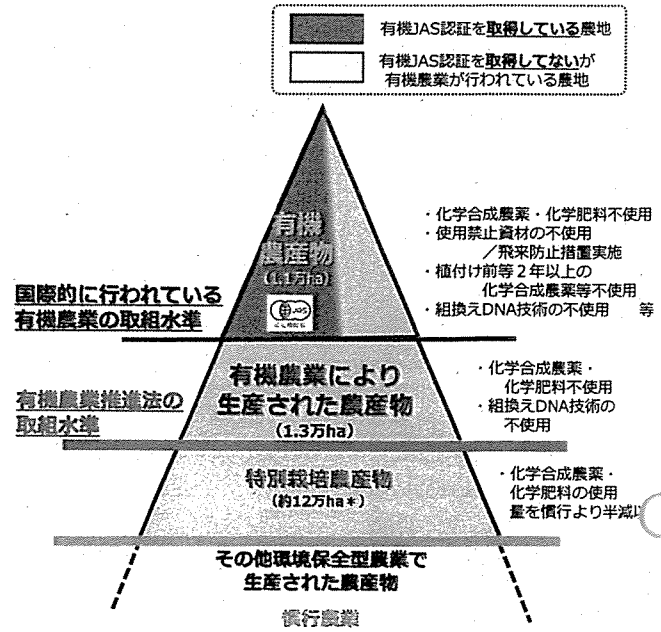 有機JAS認証を取得している農地
有機JAS認証を取得してないが
有機農業が行われている農地
有機
農産物
(1.1万ha)
JAS
・化学合成農薬・化学肥料不使用
・使用禁止資材の不使用
／飛来防止措置実施
・植付け前等２年以上の
化学合成農薬等不使用
・組換えDNA技術の不使用 等
国際的に行われている
有機農業の取組水準
有機農業により
生産された農産物
(1.3万ha)
・化学合成農薬・
化学肥料不使用
・組換えDNA技術の
不使用
有機農業推進法の
取組水準
特別栽培農産物
(約12万ha＊)
・化学合成農薬・
化学肥料の使用
量を慣行より半減
その他環境保全型農業で
生産された農産物
慣行農業